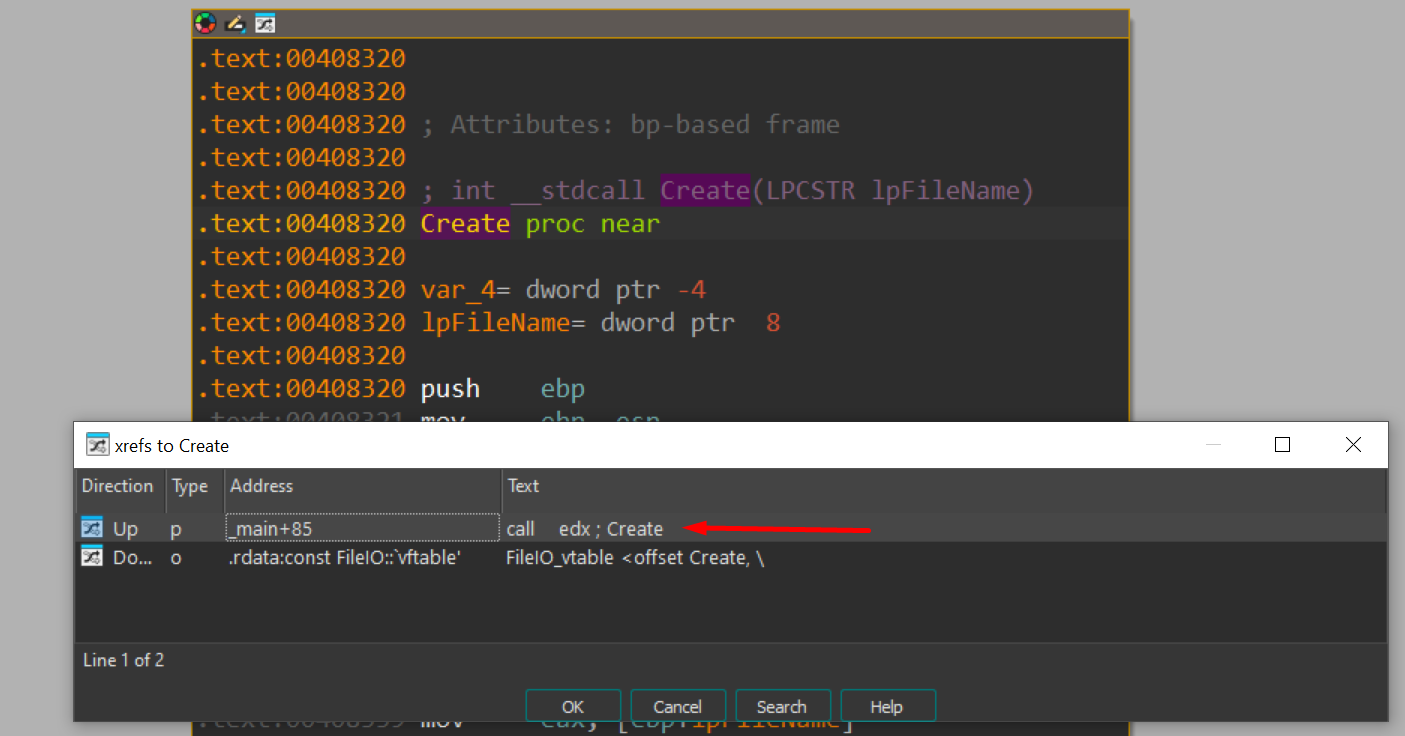 .text:00408320
.text:00408320
.text:00408320 ; Attributes: bp-based frame
.text:00408320
.text:00408320 ; int __stdcall Create(LPCSTR lpFileName)
.text:00408320 Create proc near
.text:00408320
.text:00408320 var_4= dword ptr -4
.text:00408320 lpFileName= dword ptr  8
.text:00408320
.text:00408320 push    ebp
.text:00408321 mov     ebp, esp
xrefs to Create
Direction Type Address Text
Up p _main+85 call edx ; Create
Do... o .rdata:const FileIO::`vftable' FileIO_vtable <offset Create, \
Line 1 of 2
OK Cancel Search Help
mov     eax, [ebp+lpFileName]